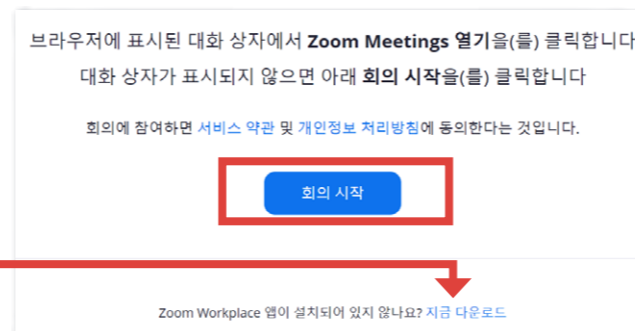 브라우저에 표시된 대화 상자에서 Zoom Meetings 열기을(를) 클릭합니다
대화 상자가 표시되지 않으면 아래 회의 시작을(를) 클릭합니다
회의에 참여하면 서비스 약관 및 개인정보 처리방침에 동의한다는 것입니다.
회의 시작
Zoom Workplace 앱이 설치되어 있지 않나요? 지금 다운로드